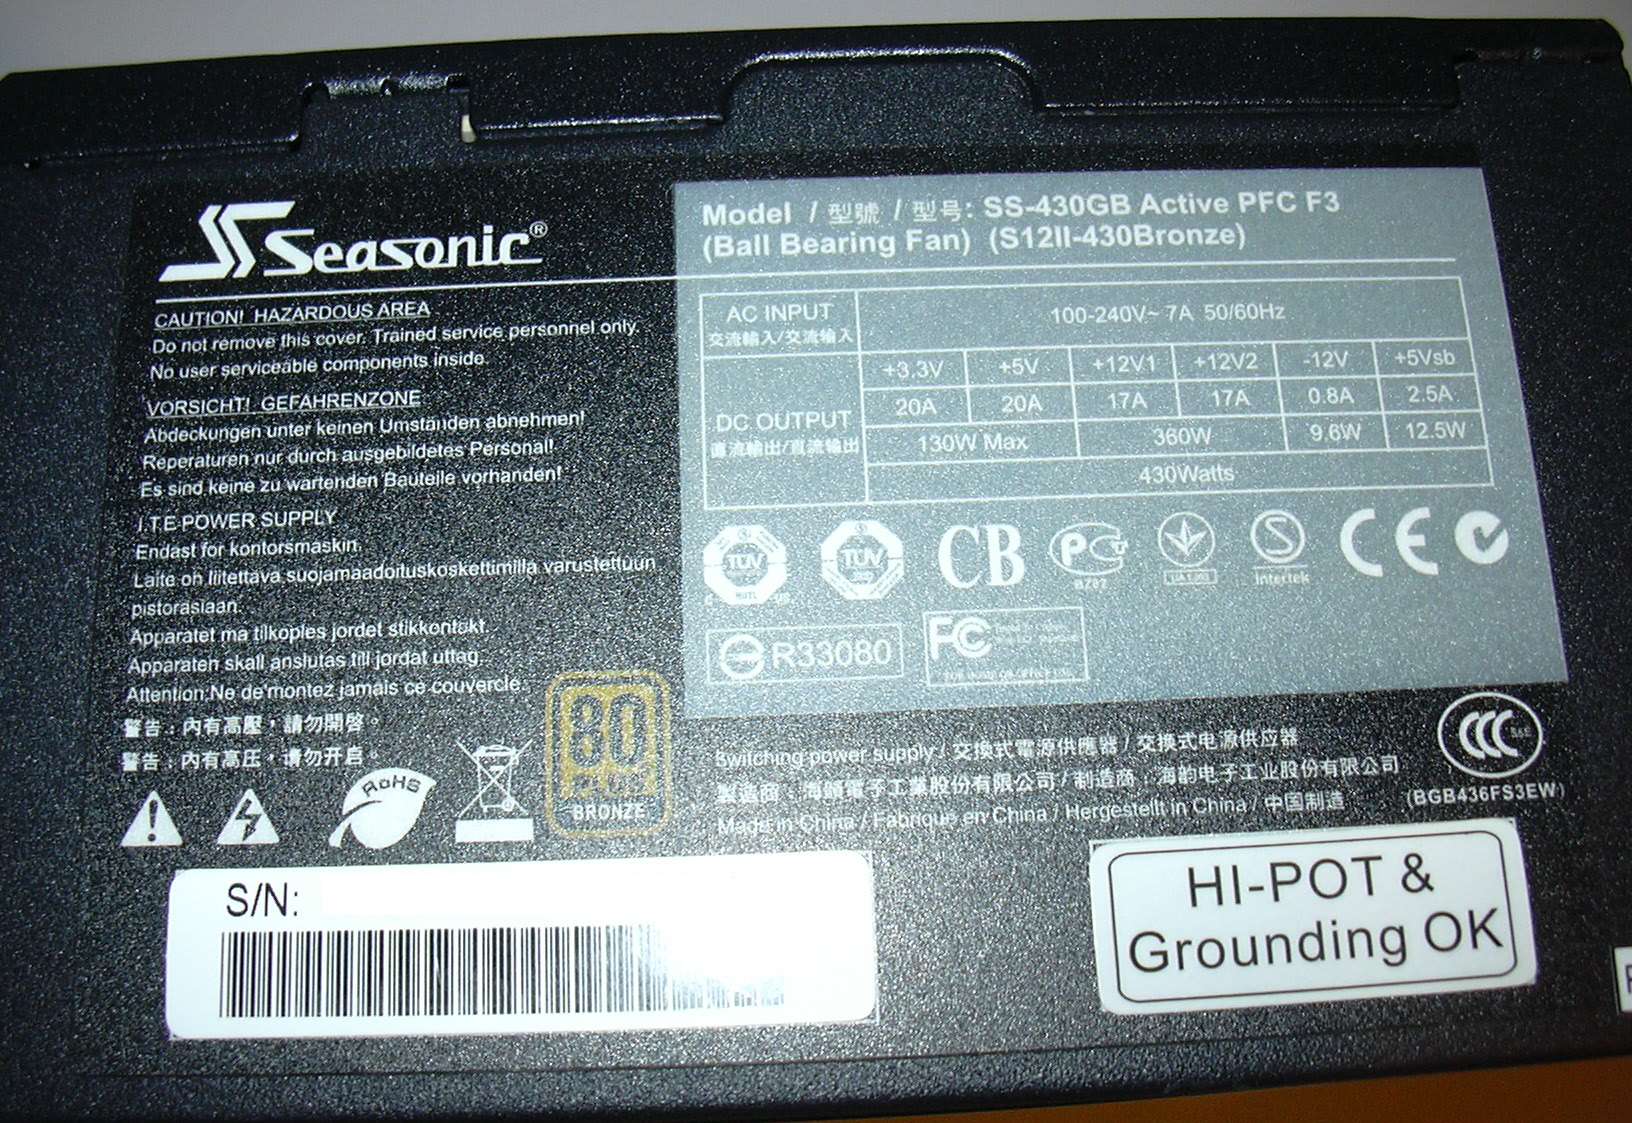 Seasonic®
CAUTION! HAZARDOUS AREA
Do not remove this cover. Trained service personnel only.
No user serviceable components inside.
VORSICHT! GEFAHRENZONE
Abdeckungen unter keinen Umstanden abnehmen!
Reperaturen nur durch ausgebildetes Personal!
Es sind keine zu wartenden Bauteile vorhanden!
I.T.E POWER SUPPLY
Endast for kontorsmaskin.
Laite on liitettava suojamaadoituskoskettimilla varustettuun
pistorasiaan.
Apparatet ma tilkoples jordet stikkontakt.
Apparaten skall anslutas till jordat uttag.
Attention:Ne de'montez jamais ce couvercle.
警告：內有高壓，請勿開啓。
警告：内有高压，请勿开启。
RoHS
80
PLUS
BRONZE
S/N:
Model / 型號 / 型号: SS-430GB Active PFC F3
(Ball Bearing Fan) (S12II-430Bronze)
AC INPUT 100-240V~ 7A 50/60Hz
交流輸入/交流输入
+3.3V +5V +12V1 +12V2 -12V +5Vsb
20A 20A 17A 17A 0.8A 2.5A
DC OUTPUT
直流輸出/直流输出
130W Max 360W 9.6W 12.5W
430Watts
TÜV TÜV CB PCT S CE
BZ02 Intertek
R33080 FC
Switching power supply / 交換式電源供應器 / 交换式电源供应器
製造商：海韻電子工業股份有限公司 / 制造商：海韵电子工业股份有限公司
Made in China / Fabrique en China / Hergestellt in China / 中国制造
CCC S&E
(BGB436FS3EW)
HI-POT &
Grounding OK